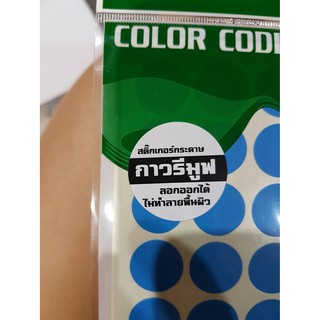 COLOR CODI
สติ๊กเกอร์กระดาษ
กาวรีมูฟ
ลอกออกได้
ไม่ทำลายพื้นผิว